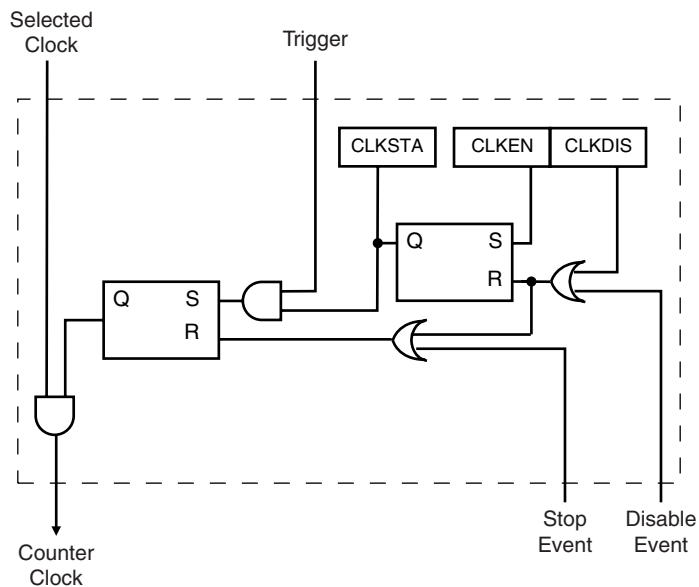 Selected
Clock
Trigger
CLKSTA
CLKEN
CLKDIS
Q
S
R
Q
S
R
Stop
Event
Disable
Event
Counter
Clock